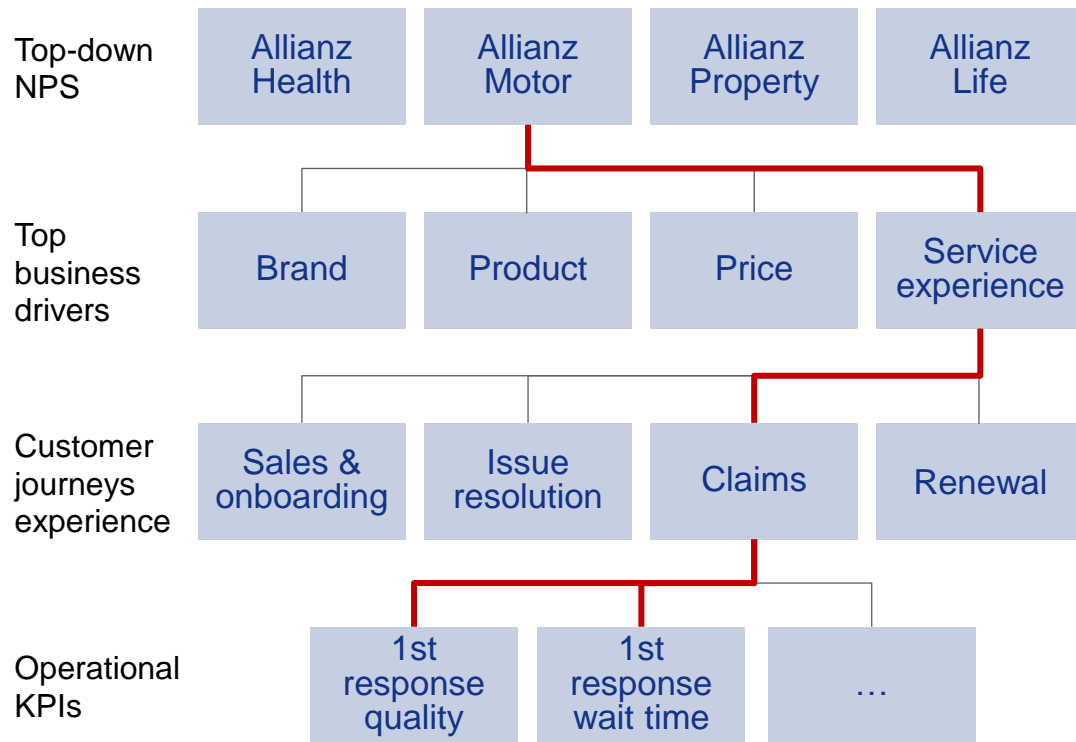 Top-down
NPS
Allianz
Health
Allianz
Motor
Allianz
Property
Allianz
Life
Top
business
drivers
Brand
Product
Price
Service
experience
Customer
journeys
experience
Sales &
onboarding
Issue
resolution
Claims
Renewal
Operational
KPIs
1st
response
quality
1st
response
wait time
…